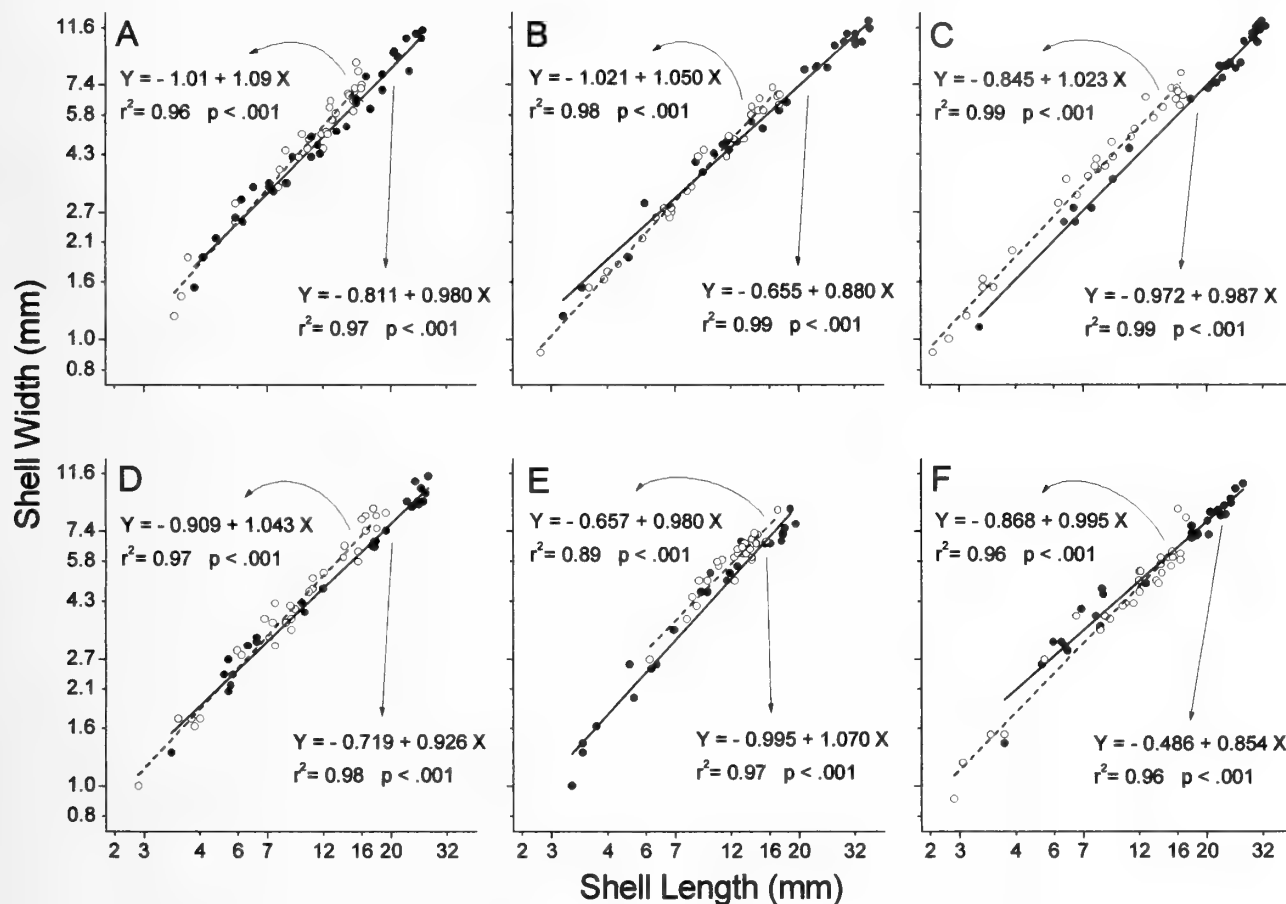 Shell Width (mm)
A
Y = - 1.01 + 1.09 X
r²= 0.96 p < .001
Y = - 0.811 + 0.980 X
r²= 0.97 p < .001
11.6
7.4
5.8
4.3
2.7
2.1
1.6
1.0
0.8
B
Y = - 1.021 + 1.050 X
r²= 0.98 p < .001
Y = - 0.655 + 0.880 X
r²= 0.99 p < .001
C
Y = - 0.845 + 1.023 X
r²= 0.99 p < .001
Y = - 0.972 + 0.987 X
r²= 0.99 p < .001
D
Y = - 0.909 + 1.043 X
r²= 0.97 p < .001
Y = - 0.719 + 0.926 X
r²= 0.98 p < .001
11.6
7.4
5.8
4.3
2.7
2.1
1.6
1.0
0.8
2 3 4 6 7 12 16 20 32
E
Y = - 0.657 + 0.980 X
r²= 0.89 p < .001
Y = - 0.995 + 1.070 X
r²= 0.97 p < .001
2 3 4 6 7 12 16 20 32
F
Y = - 0.868 + 0.995 X
r²= 0.96 p < .001
Y = - 0.486 + 0.854 X
r²= 0.96 p < .001
2 3 4 6 7 12 16 20 32
Shell Length (mm)